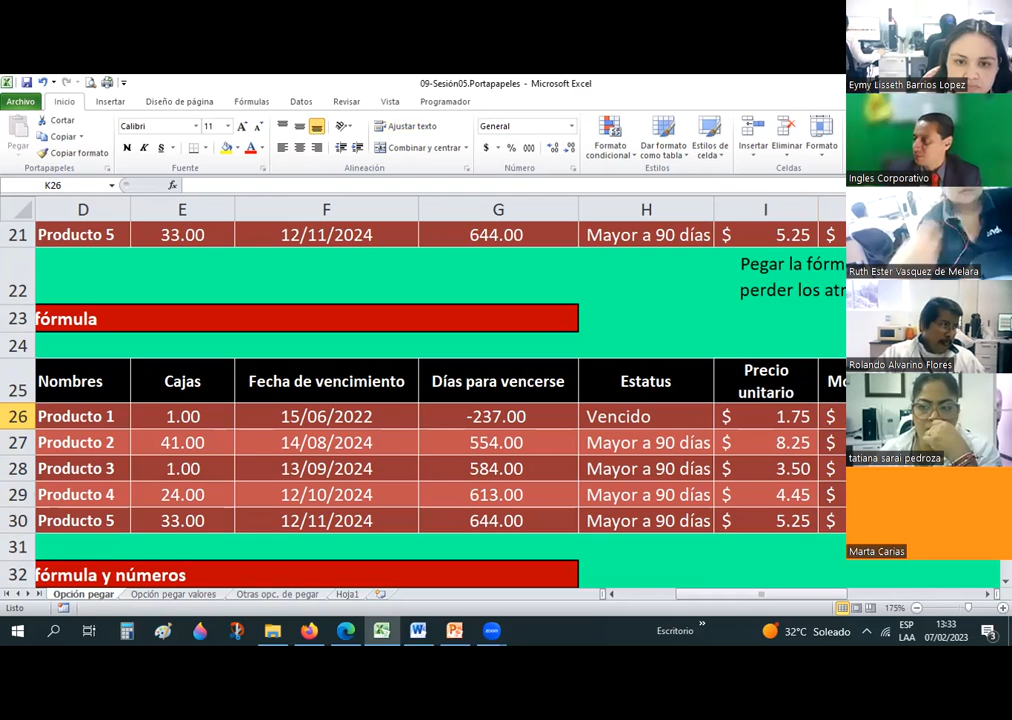 09-Sesión05.Portapapeles - Microsoft Excel
Archivo Inicio Insertar Diseño de página Fórmulas Datos Revisar Vista Programador
Pegar
Cortar
Copiar
Copiar formato
Portapapeles
Calibri 11
N K S
Fuente
Ajustar texto
Combinar y centrar
Alineación
General
$ % 000
Número
Formato condicional
Dar formato como tabla
Estilos de celda
Estilos
Insertar Eliminar Formato
Celdas
K26 fx
D E F G H I
21 Producto 5 33.00 12/11/2024 644.00 Mayor a 90 días $ 5.25 $
22 Pegar la fórm
perder los atr
23 fórmula
24
25 Nombres Cajas Fecha de vencimiento Días para vencerse Estatus Precio unitario Mo
26 Producto 1 1.00 15/06/2022 -237.00 Vencido $ 1.75 $
27 Producto 2 41.00 14/08/2024 554.00 Mayor a 90 días $ 8.25 $
28 Producto 3 1.00 13/09/2024 584.00 Mayor a 90 días $ 3.50 $
29 Producto 4 24.00 12/10/2024 613.00 Mayor a 90 días $ 4.45 $
30 Producto 5 33.00 12/11/2024 644.00 Mayor a 90 días $ 5.25 $
31
32 fórmula y números
Opción pegar Opción pegar valores Otras opc. de pegar Hoja1
Listo 175%
Escritorio 32°C Soleado ESP LAA 13:33 07/02/2023 3
Eymy Lisseth Barrios Lopez
Ingles Corporativo
Ruth Ester Vasquez de Melara
Rolando Alvarino Flores
tatiana sarai pedroza
Marta Carias